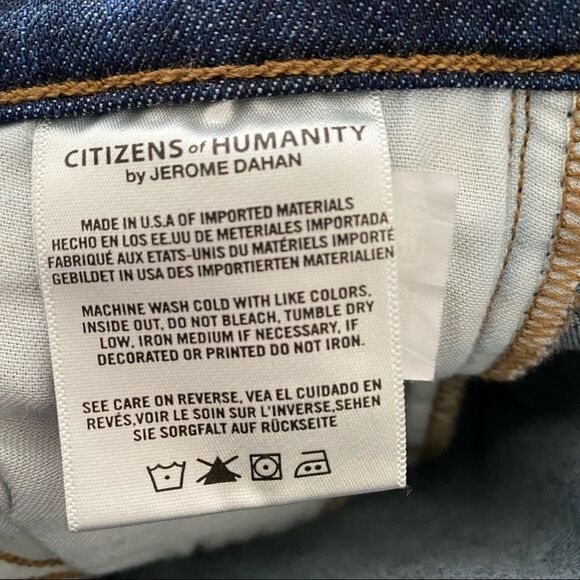 CITIZENS of HUMANITY
by JEROME DAHAN
MADE IN U.S.A OF IMPORTED MATERIALS
HECHO EN LOS EE.UU DE METERIALES IMPORTADA
FABRIQUÉ AUX ETATS-UNIS DU MATÉRIELS IMPORTÉ
GEBILDET IN USA DES IMPORTIERTEN MATERIALIEN
MACHINE WASH COLD WITH LIKE COLORS,
INSIDE OUT, DO NOT BLEACH, TUMBLE DRY
LOW, IRON MEDIUM IF NECESSARY, IF
DECORATED OR PRINTED DO NOT IRON.
SEE CARE ON REVERSE, VEA EL CUIDADO EN
REVÉS,VOIR LE SOIN SUR L'INVERSE,SEHEN
SIE SORGFALT AUF RÜCKSEITE